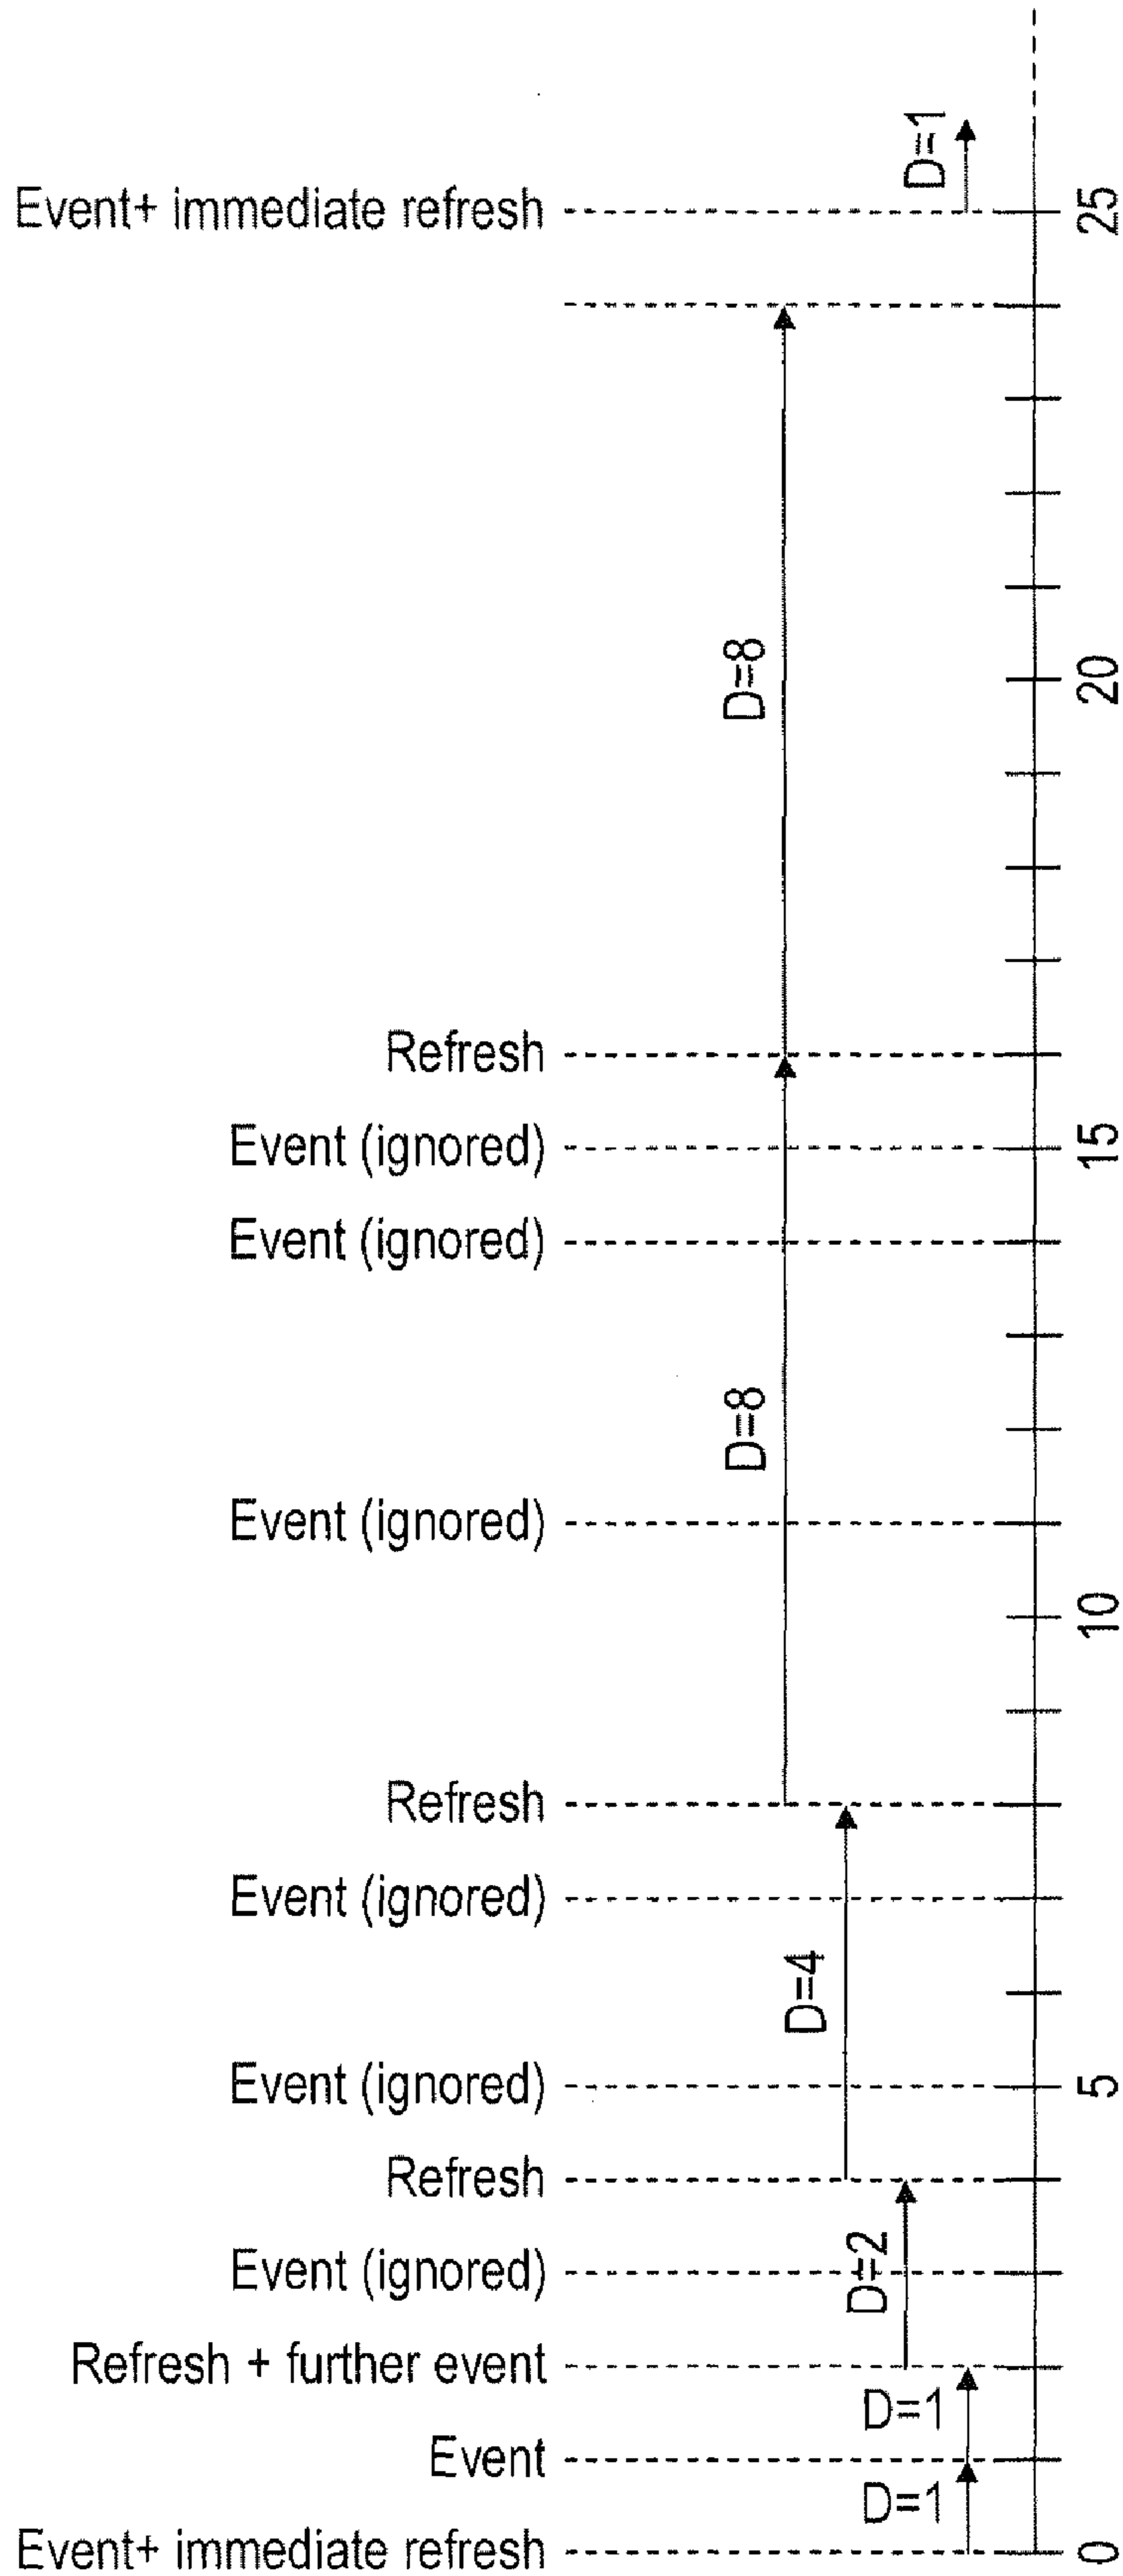 Event+ immediate refresh
D=1
25
D=8
20
Refresh
Event (ignored)
15
Event (ignored)
D=8
Event (ignored)
10
Refresh
Event (ignored)
D=4
Event (ignored)
5
Refresh
Event (ignored)
D=2
Refresh + further event
D=1
Event
D=1
Event+ immediate refresh
0